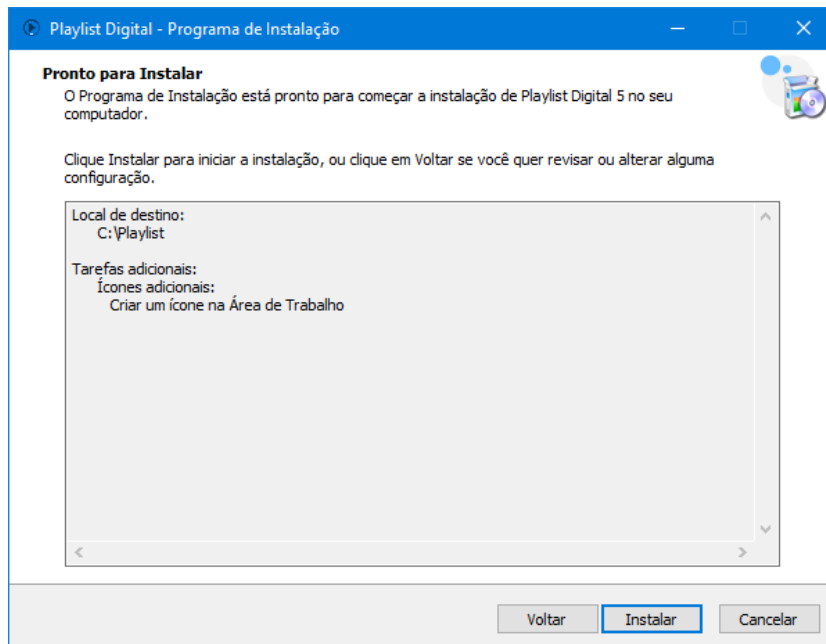 Playlist Digital - Programa de Instalação
Pronto para Instalar
O Programa de Instalação está pronto para começar a instalação de Playlist Digital 5 no seu
computador.
Clique Instalar para iniciar a instalação, ou clique em Voltar se você quer revisar ou alterar alguma
configuração.
Local de destino:
C:\Playlist
Tarefas adicionais:
Ícones adicionais:
Criar um ícone na Área de Trabalho
Voltar Instalar Cancelar